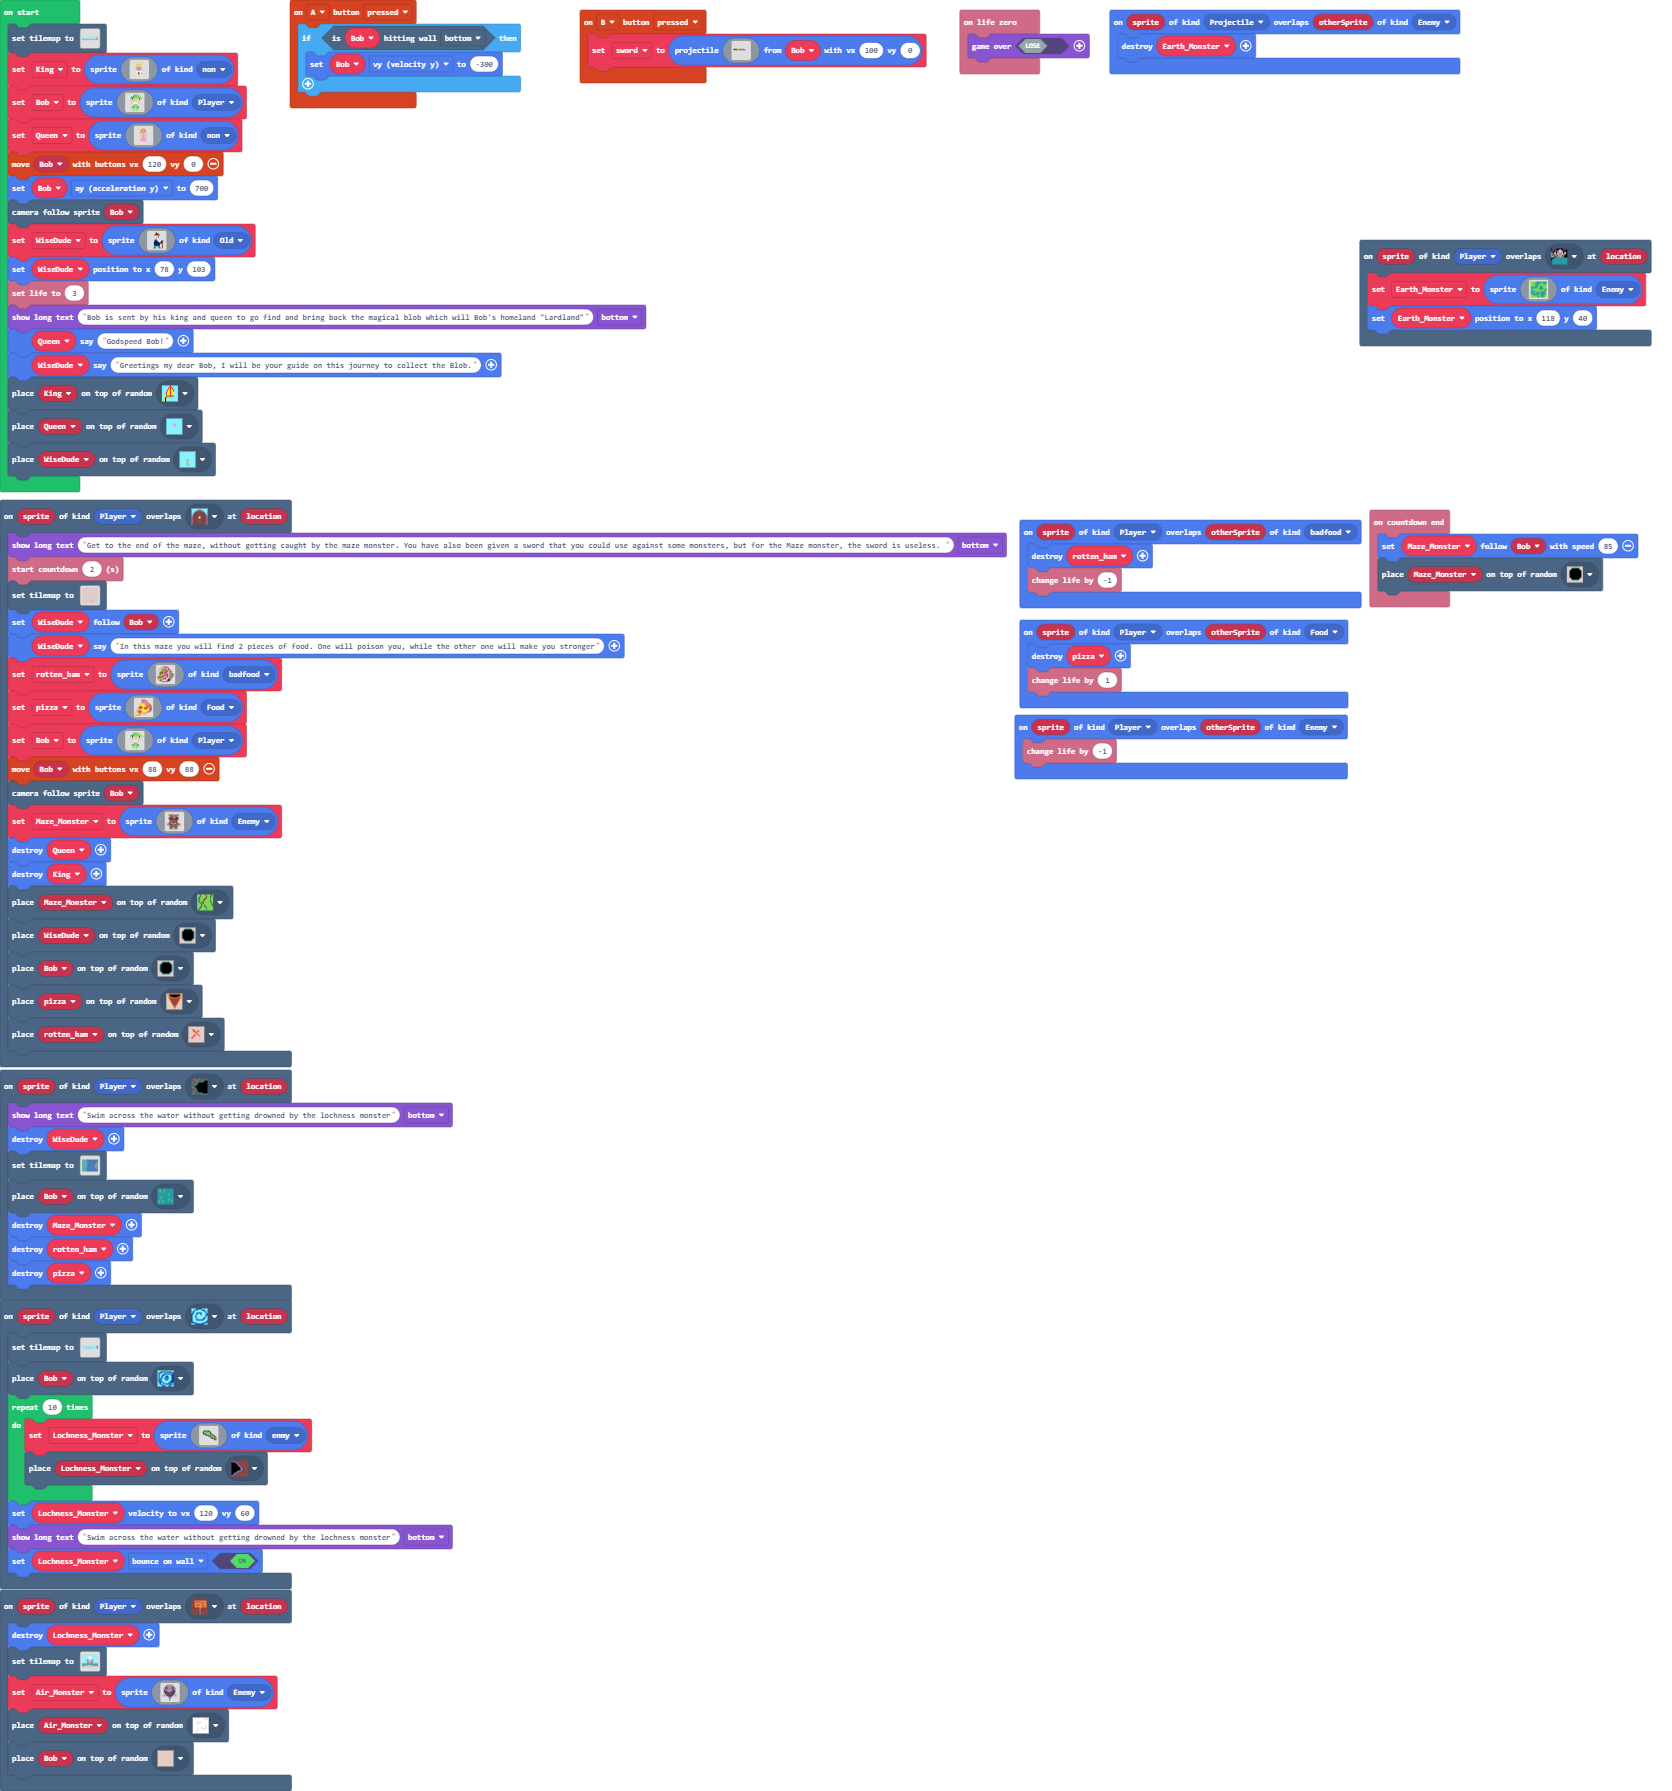 on start
set tilemap to
set King to sprite of kind non
set Bob to sprite of kind Player
set Queen to sprite of kind non
move Bob with buttons vx 120 vy 0
set Bob ay (acceleration y) to 700
camera follow sprite Bob
set WiseDude to sprite of kind Old
set WiseDude position to x 78 y 103
set life to 3
show long text "Bob is sent by his king and queen to go find and bring back the magical blob which will Bob's homeland "Lardland"" bottom
Queen say "Godspeed Bob!"
WiseDude say "Greetings my dear Bob, I will be your guide on this journey to collect the Blob."
place King on top of random
place Queen on top of random
place WiseDude on top of random
on A button pressed
if is Bob hitting wall bottom then
set Bob vy (velocity y) to -300
on B button pressed
set sword to projectile from Bob with vx 100 vy 0
on life zero
game over LOSE
on sprite of kind Projectile overlaps otherSprite of kind Enemy
destroy Earth_Monster
on sprite of kind Player overlaps at location
set Earth_Monster to sprite of kind Enemy
set Earth_Monster position to x 118 y 40
on sprite of kind Player overlaps at location
show long text "Get to the end of the maze, without getting caught by the maze monster. You have also been given a sword that you could use against some monsters, but for the Maze monster, the sword is useless. " bottom
start countdown 2 (s)
set tilemap to
set WiseDude follow Bob
WiseDude say "In this maze you will find 2 pieces of food. One will poison you, while the other one will make you stronger"
set rotten_ham to sprite of kind badfood
set pizza to sprite of kind Food
set Bob to sprite of kind Player
move Bob with buttons vx 88 vy 88
camera follow sprite Bob
set Maze_Monster to sprite of kind Enemy
destroy Queen
destroy King
place Maze_Monster on top of random
place WiseDude on top of random
place Bob on top of random
place pizza on top of random
place rotten_ham on top of random
on sprite of kind Player overlaps otherSprite of kind badfood
destroy rotten_ham
change life by -1
on sprite of kind Player overlaps otherSprite of kind Food
destroy pizza
change life by 1
on sprite of kind Player overlaps otherSprite of kind Enemy
change life by -1
on countdown end
set Maze_Monster follow Bob with speed 85
place Maze_Monster on top of random
on sprite of kind Player overlaps at location
show long text "Swim across the water without getting drowned by the lochness monster" bottom
destroy WiseDude
set tilemap to
place Bob on top of random
destroy Maze_Monster
destroy rotten_ham
destroy pizza
on sprite of kind Player overlaps at location
set tilemap to
place Bob on top of random
repeat 10 times
do
set Lochness_Monster to sprite of kind enmy
place Lochness_Monster on top of random
set Lochness_Monster velocity to vx 120 vy 60
show long text "Swim across the water without getting drowned by the lochness monster" bottom
set Lochness_Monster bounce on wall ON
on sprite of kind Player overlaps at location
destroy Lochness_Monster
set tilemap to
set Air_Monster to sprite of kind Enemy
place Air_Monster on top of random
place Bob on top of random